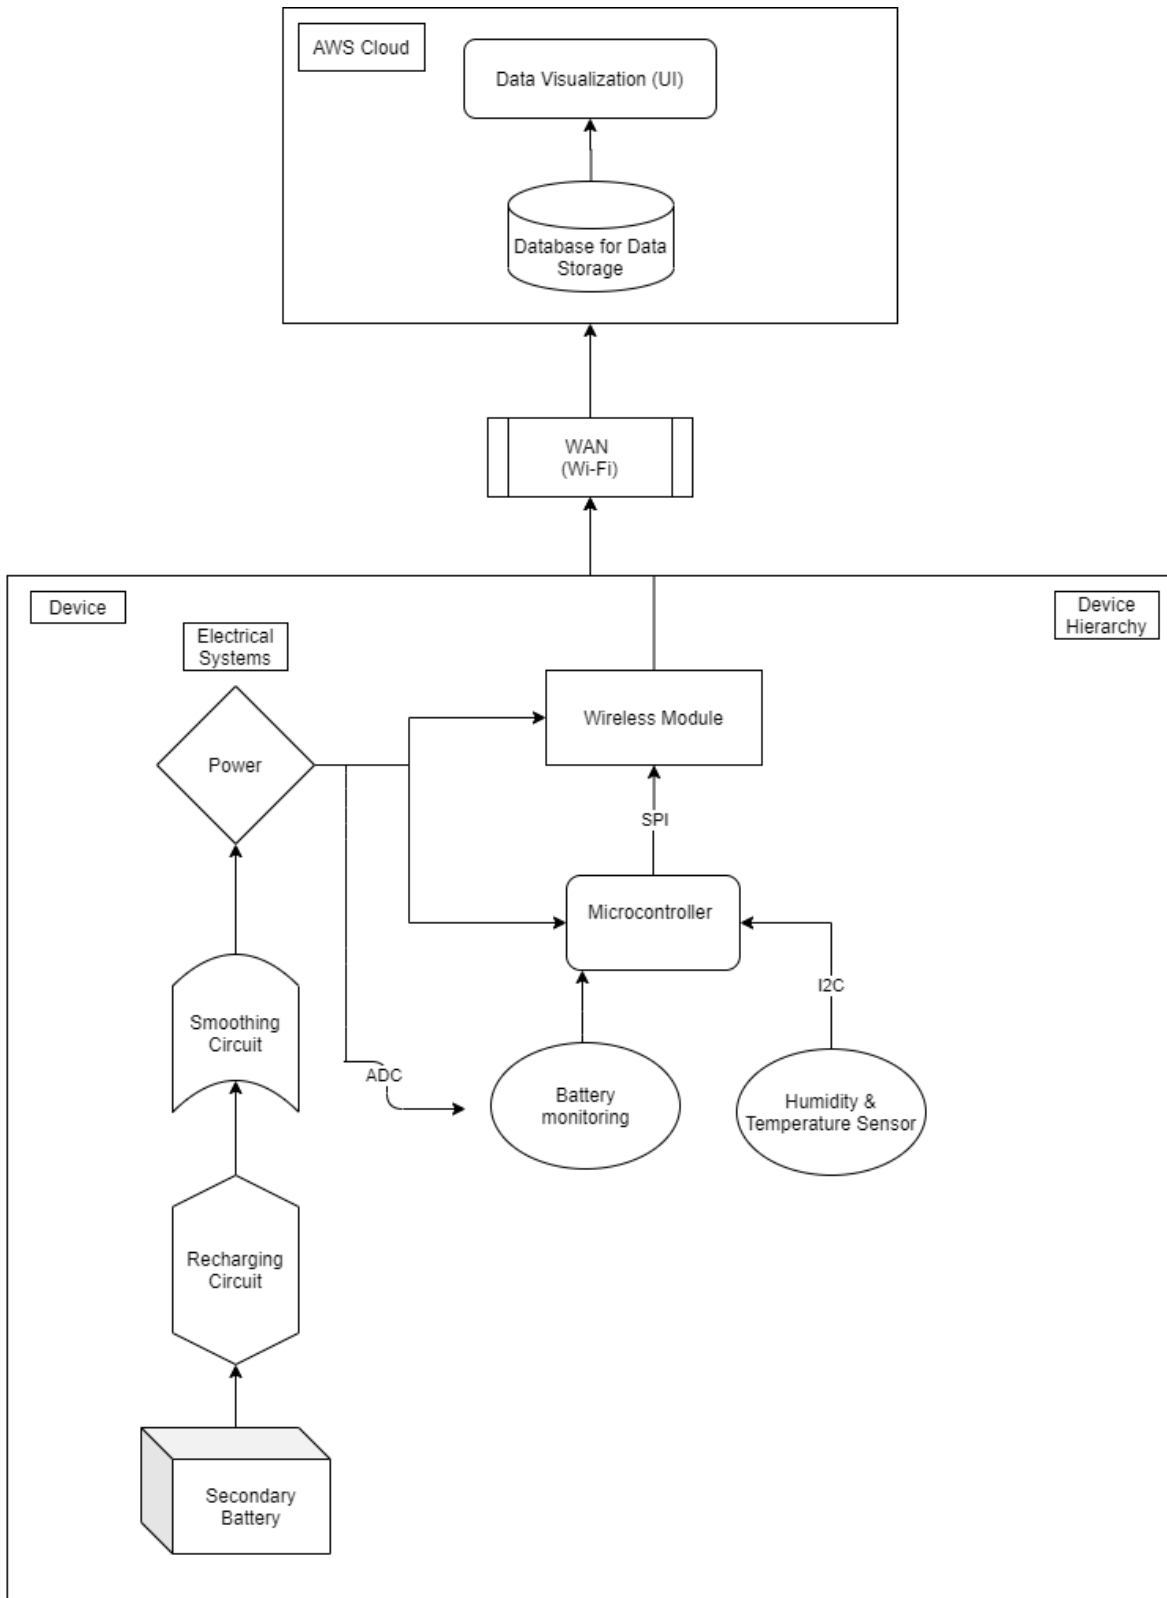 AWS Cloud
Data Visualization (UI)
Database for Data
Storage
WAN
(Wi-Fi)
Device
Device
Hierarchy
Electrical
Systems
Power
Wireless Module
SPI
Microcontroller
I2C
Smoothing
Circuit
ADC
Battery
monitoring
Humidity &
Temperature Sensor
Recharging
Circuit
Secondary
Battery